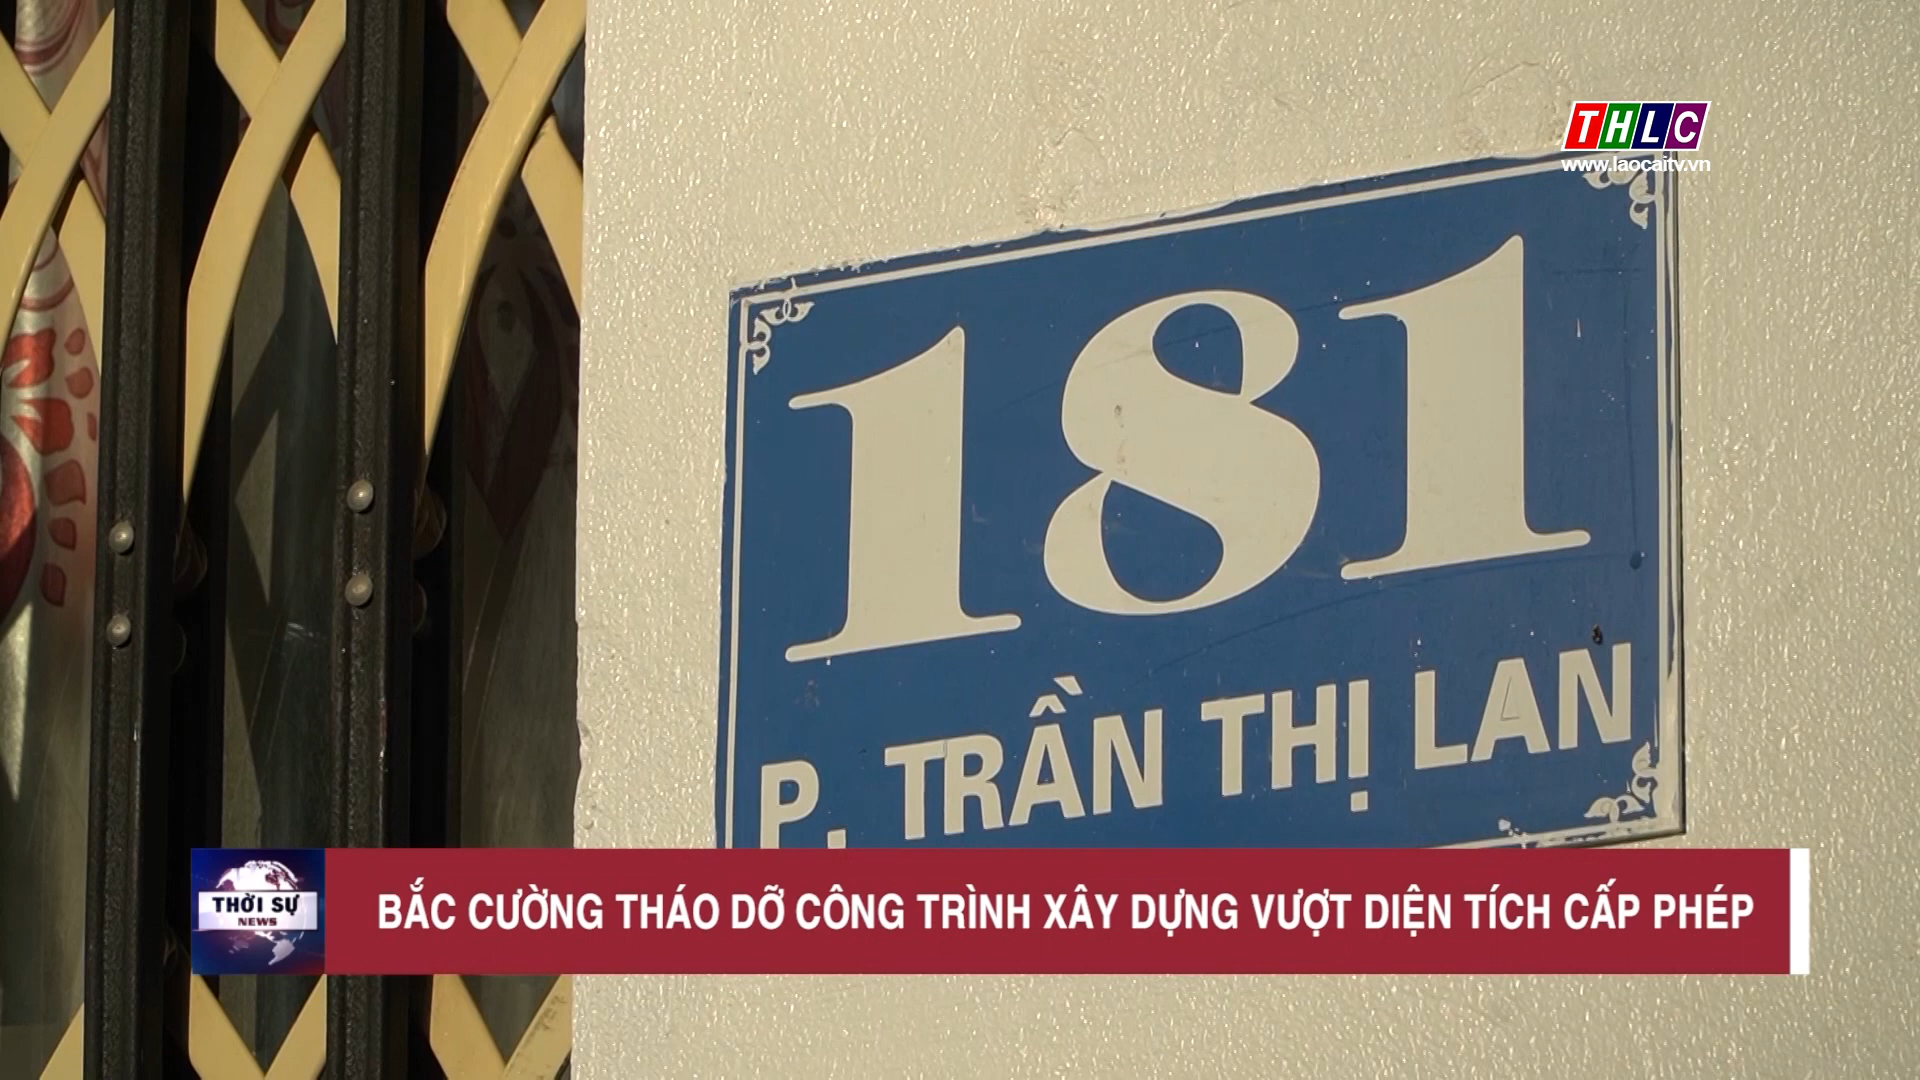 THLC
www.laocaitv.vn
181
P. TRẦN THỊ LAN
THỜI SỰ
NEWS
BẮC CƯỜNG THÁO DỠ CÔNG TRÌNH XÂY DỰNG VƯỢT DIỆN TÍCH CẤP PHÉP